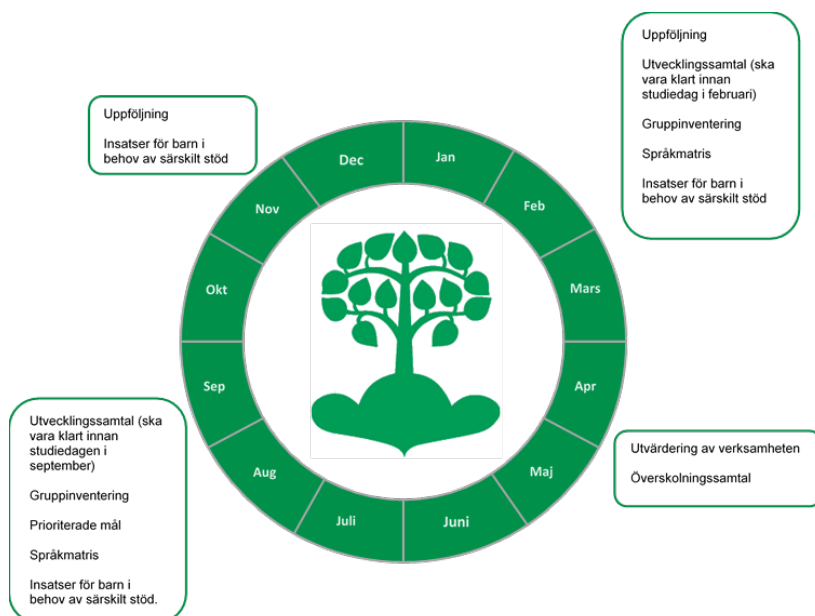 Uppföljning
Utvecklingssamtal (ska
vara klart innan
studiedag i februari)
Gruppinventering
Språkmatris
Insatser för barn i
behov av särskilt stöd
Uppföljning
Insatser för barn i
behov av särskilt stöd
Jan
Feb
Mars
Apr
Maj
Juni
Juli
Aug
Sep
Okt
Nov
Dec
Utvärdering av verksamheten
Överskolningssamtal
Utvecklingssamtal (ska
vara klart innan
studiedagen i
september)
Gruppinventering
Prioriterade mål
Språkmatris
Insatser för barn i
behov av särskilt stöd.